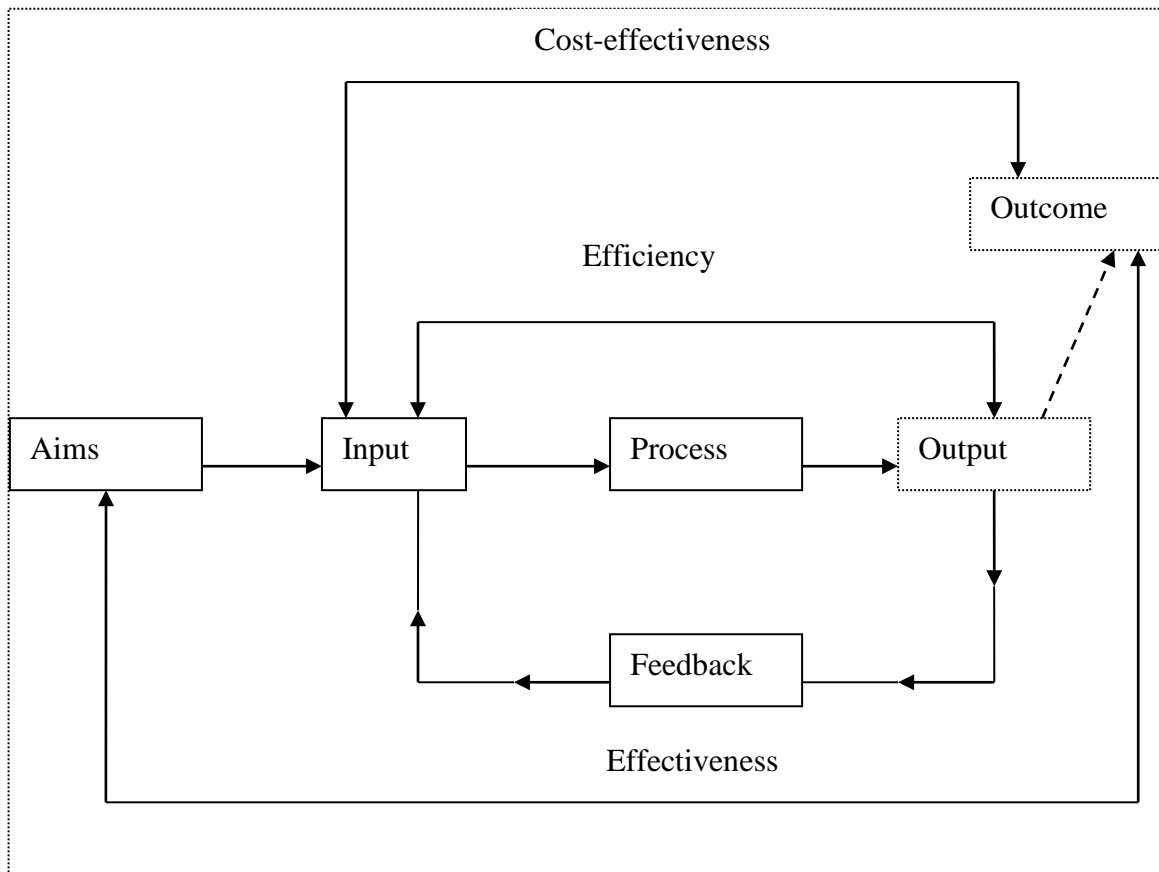 Cost-effectiveness
Outcome
Efficiency
Aims
Input
Process
Output
Feedback
Effectiveness